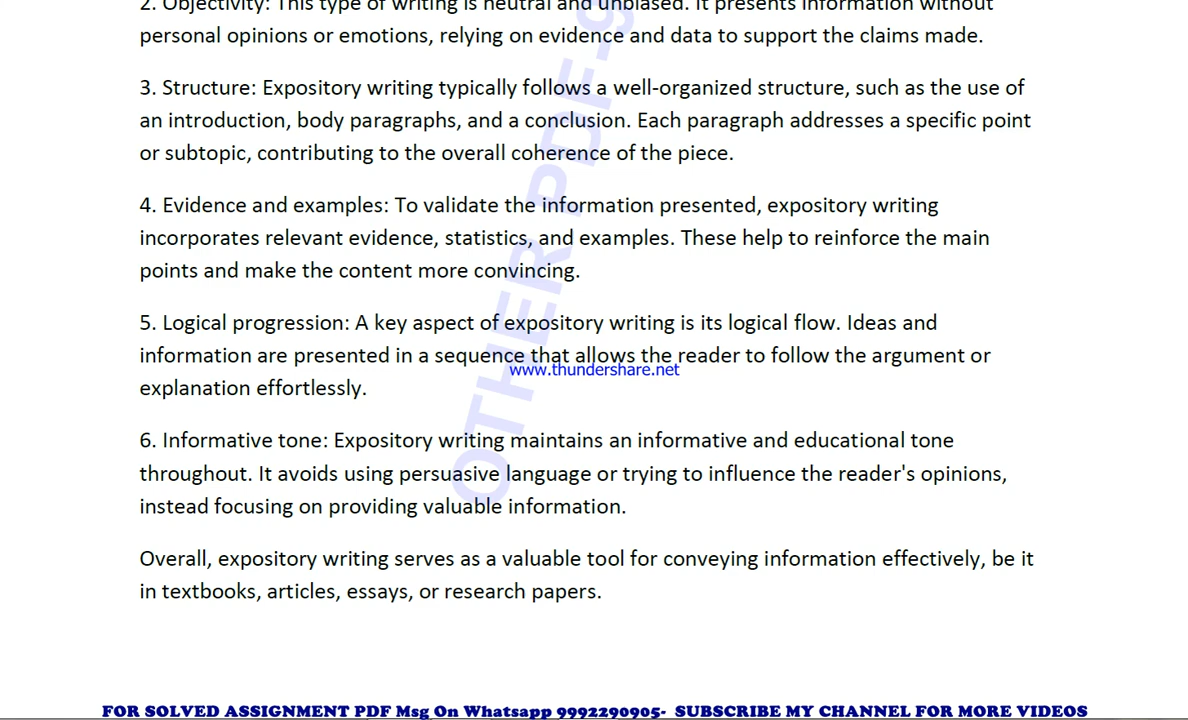 2. Objectivity: This type of writing is neutral and unbiased. It presents information without
personal opinions or emotions, relying on evidence and data to support the claims made.
3. Structure: Expository writing typically follows a well-organized structure, such as the use of
an introduction, body paragraphs, and a conclusion. Each paragraph addresses a specific point
or subtopic, contributing to the overall coherence of the piece.
4. Evidence and examples: To validate the information presented, expository writing
incorporates relevant evidence, statistics, and examples. These help to reinforce the main
points and make the content more convincing.
5. Logical progression: A key aspect of expository writing is its logical flow. Ideas and
information are presented in a sequence that allows the reader to follow the argument or
www.thundershare.net
explanation effortlessly.
6. Informative tone: Expository writing maintains an informative and educational tone
throughout. It avoids using persuasive language or trying to influence the reader's opinions,
instead focusing on providing valuable information.
Overall, expository writing serves as a valuable tool for conveying information effectively, be it
in textbooks, articles, essays, or research papers.
OTHER PDF-9
FOR SOLVED ASSIGNMENT PDF Msg On Whatsapp 9992290905- SUBSCRIBE MY CHANNEL FOR MORE VIDEOS